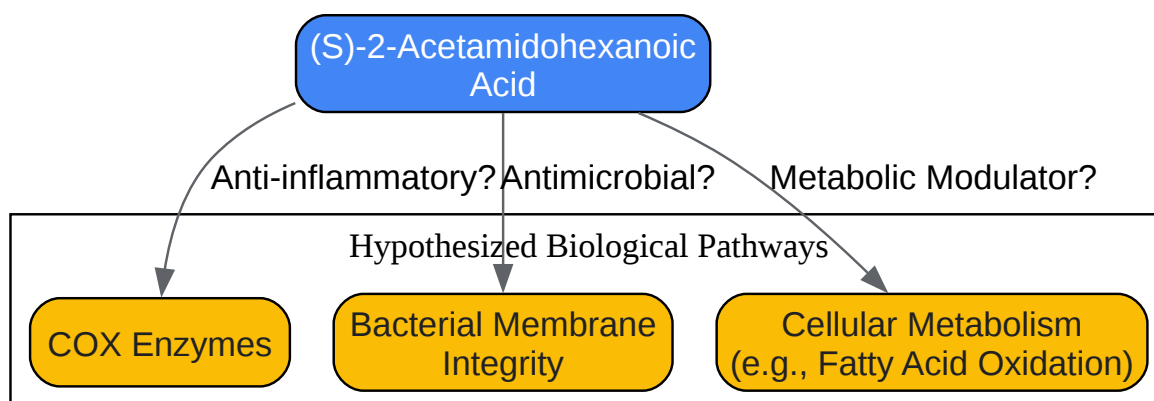 (S)-2-Acetamidohexanoic
Acid
Anti-inflammatory?
Antimicrobial?
Metabolic Modulator?
Hypothesized Biological Pathways
COX Enzymes
Bacterial Membrane
Integrity
Cellular Metabolism
(e.g., Fatty Acid Oxidation)